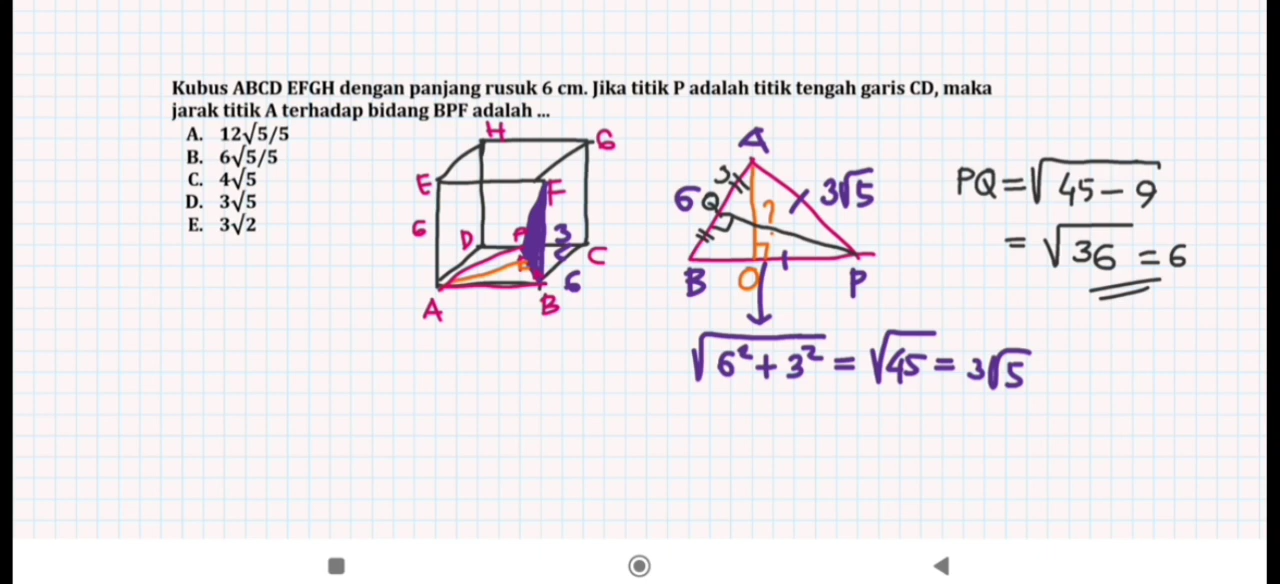 Kubus ABCD EFGH dengan panjang rusuk 6 cm. Jika titik P adalah titik tengah garis CD, maka
jarak titik A terhadap bidang BPF adalah ...
A. 12√5/5
B. 6√5/5
C. 4√5
D. 3√5
E. 3√2
H
G
E
F
6
D
P
3
C
A
B
6
A
3
6
Q
?
3√5
B
O
P
√6²+3² = √45 = 3√5
PQ=√45-9
= √36 = 6